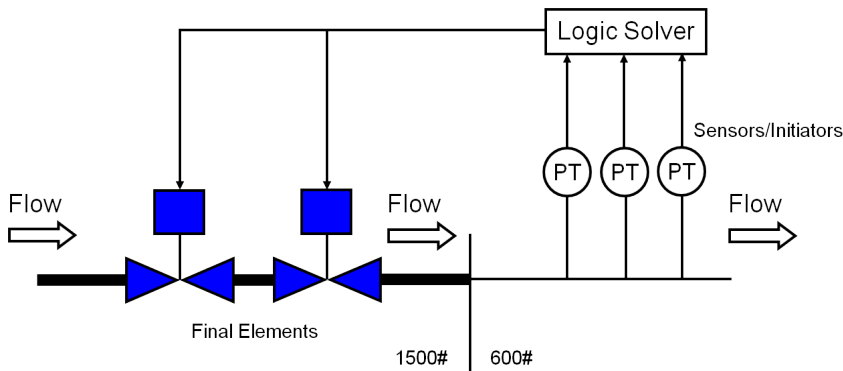 Logic Solver
Sensors/Initiators
PT PT PT
Flow
Flow
Flow
Final Elements
1500# 600#